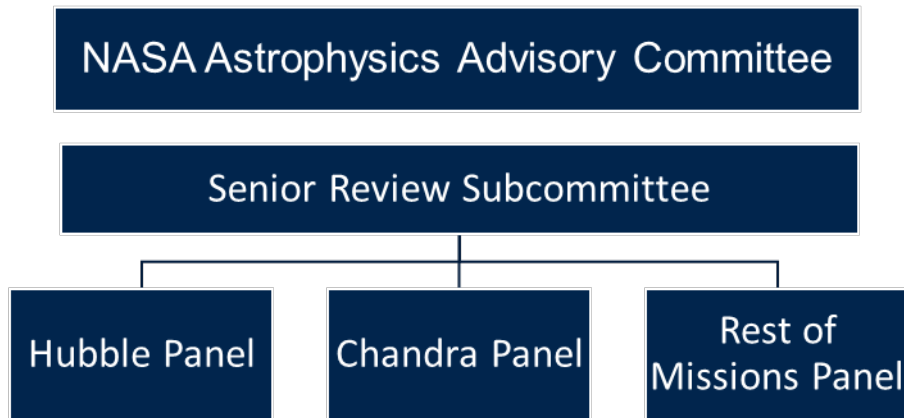 NASA Astrophysics Advisory Committee
Senior Review Subcommittee
Hubble Panel
Chandra Panel
Rest of
Missions Panel